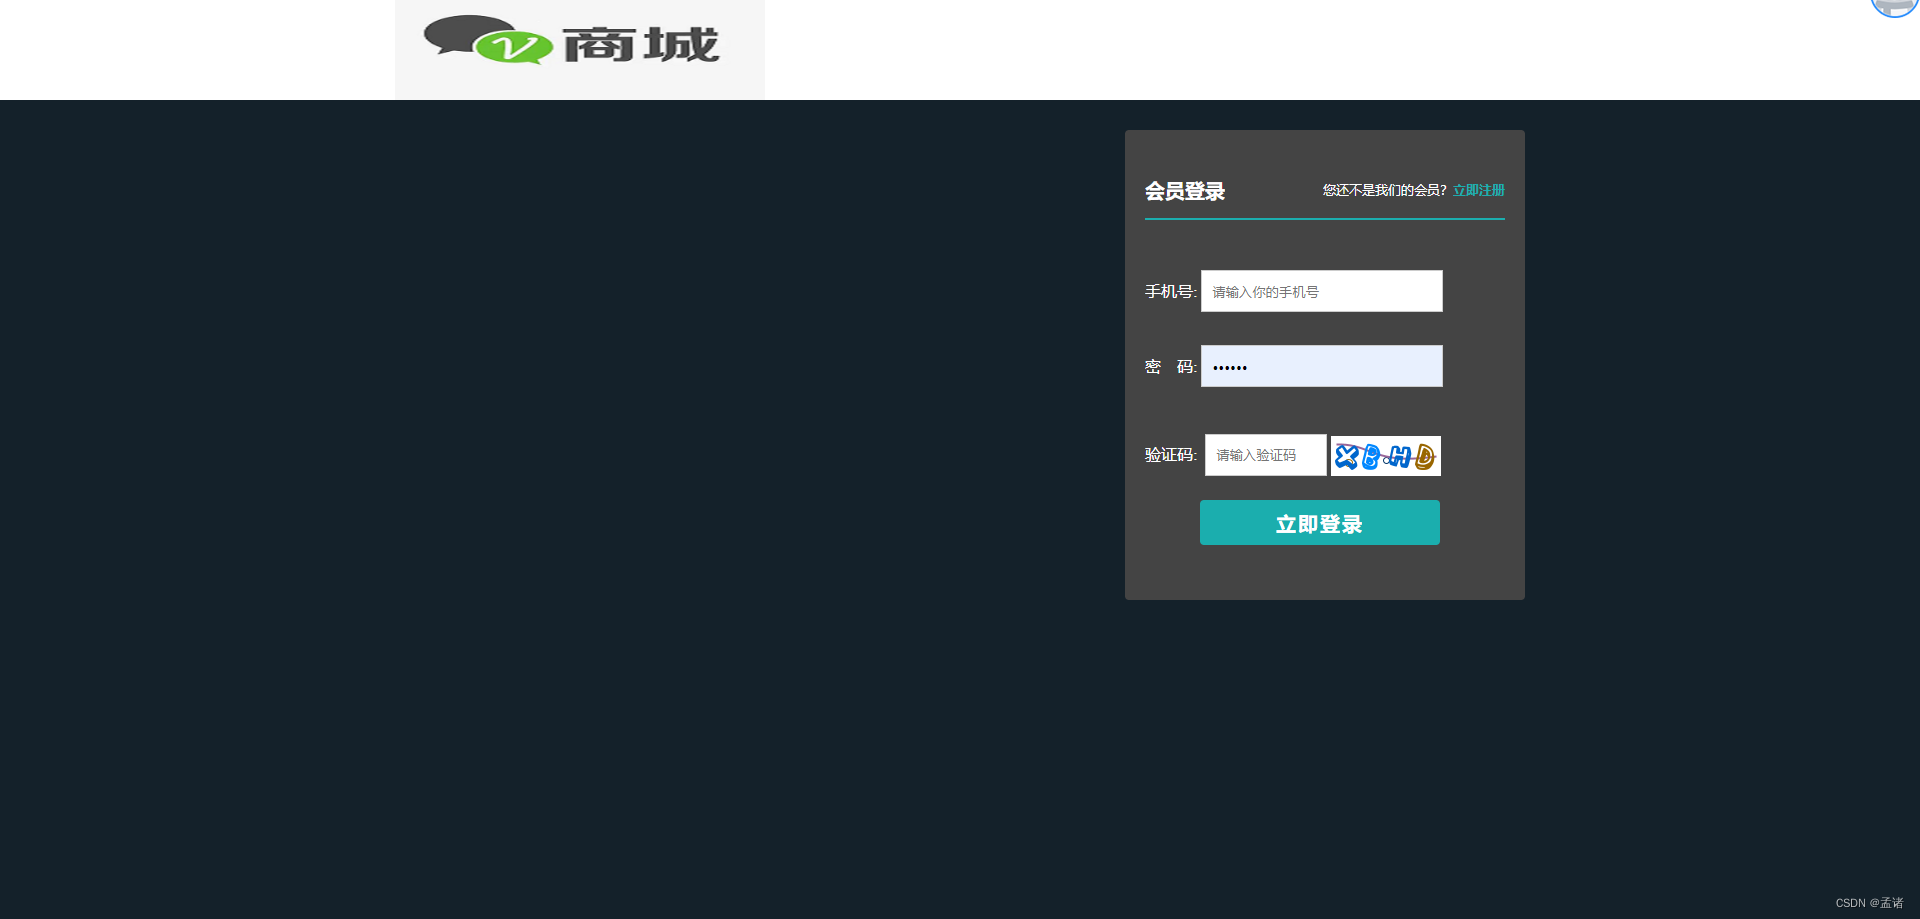 v商城
会员登录 您还不是我们的会员? 立即注册
手机号: 请输入你的手机号
密 码: ••••••
验证码: 请输入验证码 XBHD
立即登录
CSDN @孟诸